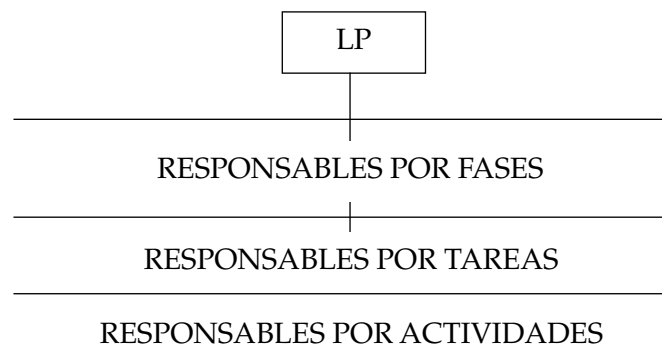 LP
RESPONSABLES POR FASES
RESPONSABLES POR TAREAS
RESPONSABLES POR ACTIVIDADES